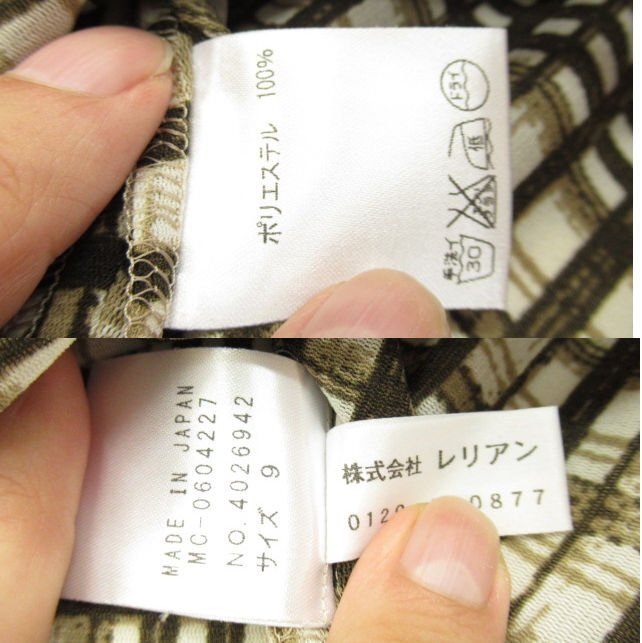 ポリエステル 100%
ドライ
低
手洗イ
30
MADE IN JAPAN
MC-0604227
NO.4026942
サイズ 9
株式会社 レリアン
0120
0877